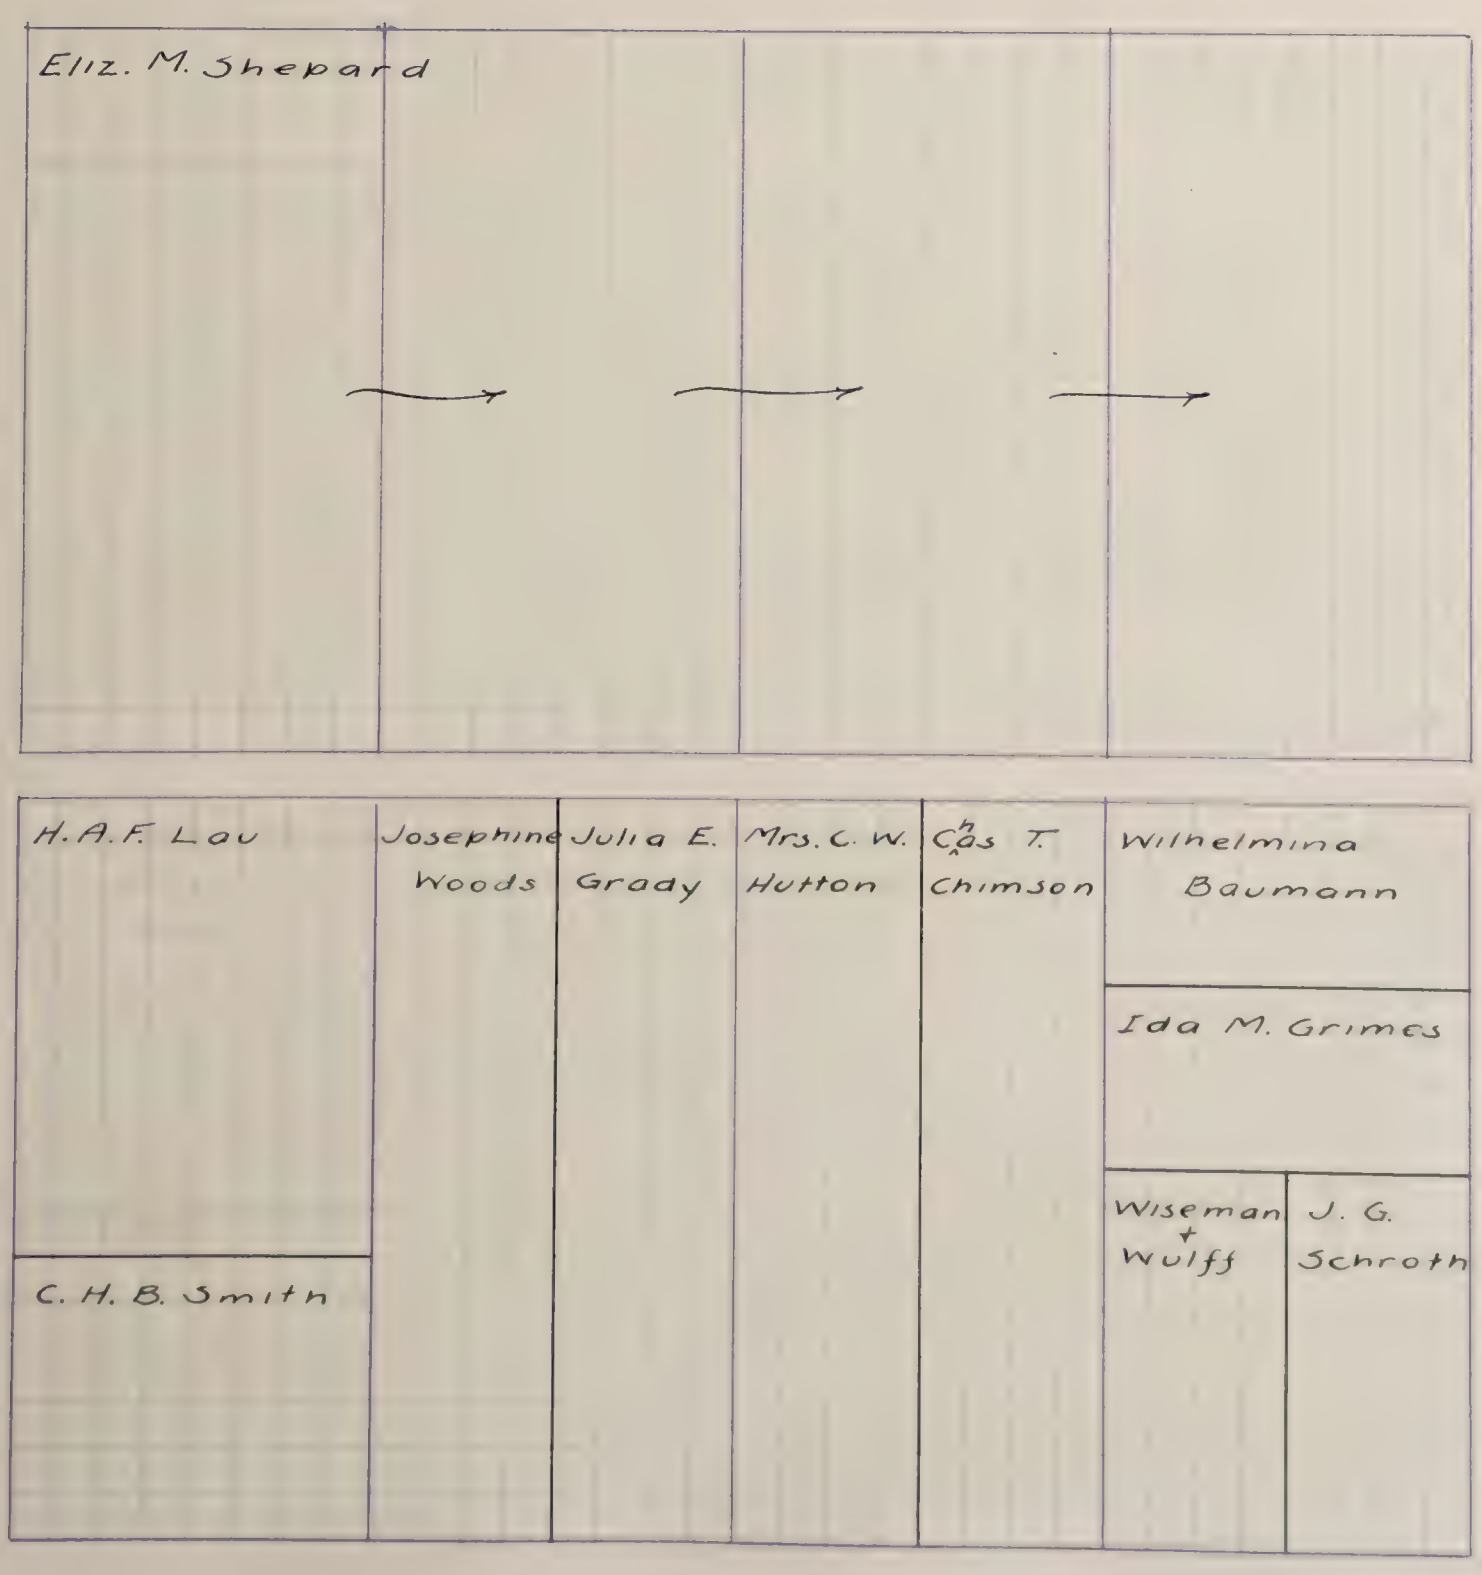 Eliz. M. Shepard
H. A. F. Lau
C. H. B. Smith
Josephine
Woods
Julia E.
Grady
Mrs. C. W.
Hutton
Chas T.
Chimson
Wilhelmina
Baumann
Ida M. Grimes
Wiseman
+
Wulff
J. G.
Schroth